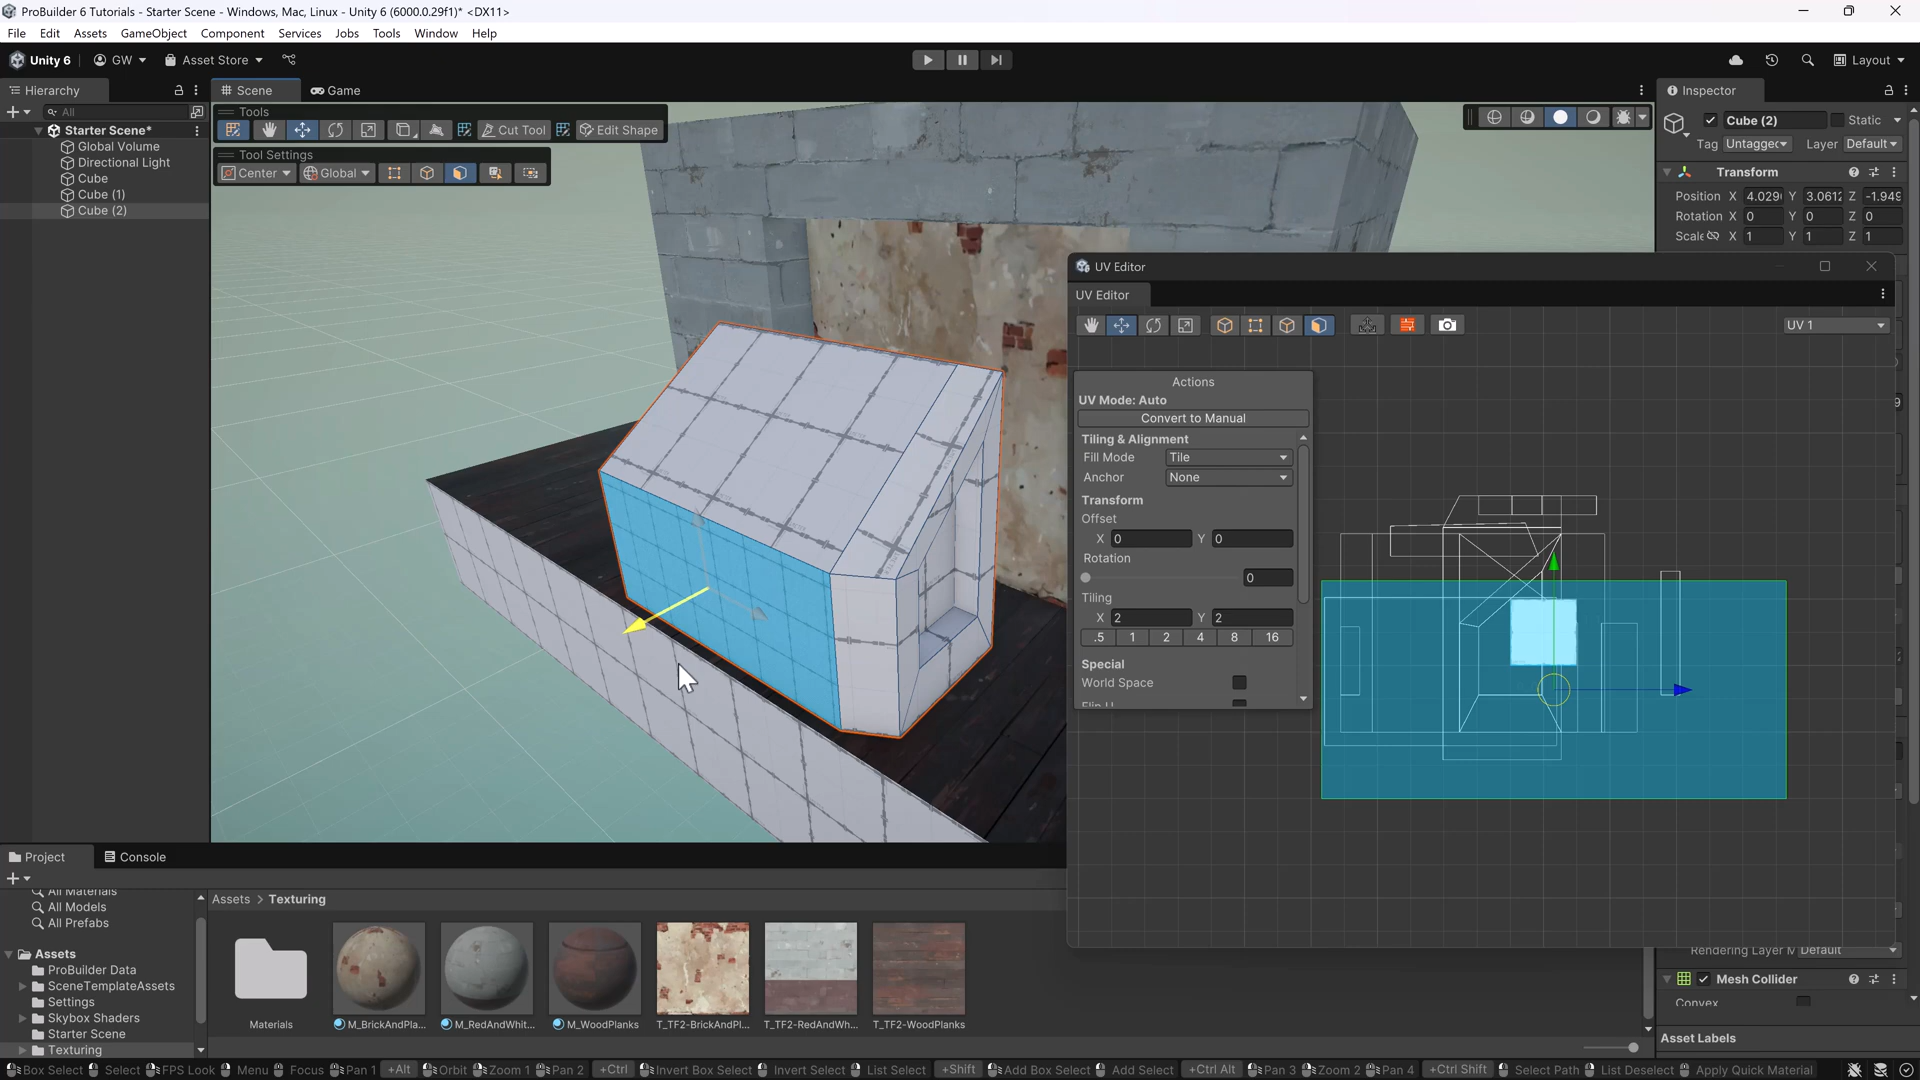 ProBuilder 6 Tutorials - Starter Scene - Windows, Mac, Linux - Unity 6 (6000.0.29f1)* <DX11>
File Edit Assets GameObject Component Services Jobs Tools Window Help
Unity 6 GW Asset Store Layout
Hierarchy Scene Game Inspector
All
Tools
Cut Tool Edit Shape
Tool Settings
Center Global
Starter Scene*
Global Volume
Directional Light
Cube
Cube (1)
Cube (2)
Cube (2) Static
Tag Untagged Layer Default
Transform
Position X 4.029 Y 3.0612 Z -1.949
Rotation X 0 Y 0 Z 0
Scale X 1 Y 1 Z 1
UV Editor
UV Editor
UV 1
Actions
UV Mode: Auto
Convert to Manual
Tiling & Alignment
Fill Mode Tile
Anchor None
Transform
Offset
X 0 Y 0
Rotation
0
Tiling
X 2 Y 2
.5 1 2 4 8 16
Special
World Space
Flip U
Project Console
All Materials
All Models
All Prefabs
Assets
ProBuilder Data
SceneTemplateAssets
Settings
Skybox Shaders
Starter Scene
Texturing
Assets > Texturing
Materials M_BrickAndPla... M_RedAndWhit... M_WoodPlanks T_TF2-BrickAndPl... T_TF2-RedAndWh... T_TF2-WoodPlanks
Rendering Layer M Default
Mesh Collider
Convex
Asset Labels
Box Select Select FPS Look Menu Focus Pan 1 +Alt Orbit Zoom 1 Pan 2 +Ctrl Invert Box Select Invert Select List Select +Shift Add Box Select Add Select +Ctrl Alt Pan 3 Zoom 2 Pan 4 +Ctrl Shift Select Path List Deselect Apply Quick Material